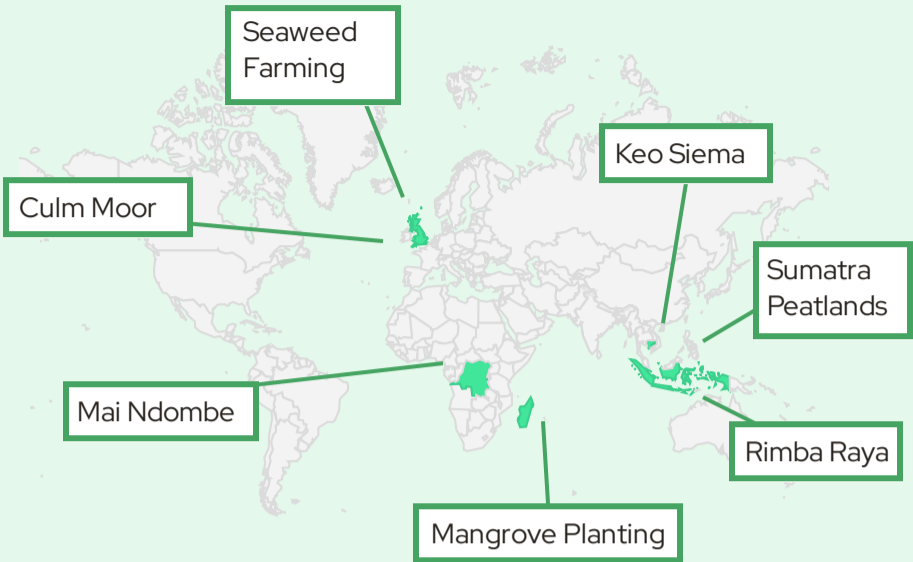 Seaweed
Farming
Keo Siema
Culm Moor
Sumatra
Peatlands
Mai Ndombe
Rimba Raya
Mangrove Planting